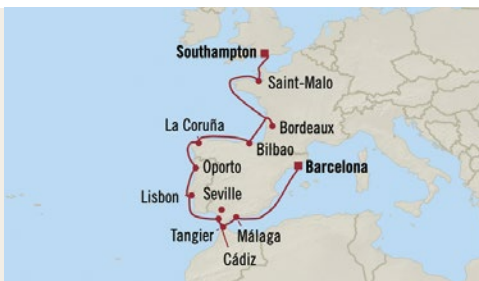 Southampton
Saint-Malo
La Coruña
Bordeaux
Bilbao
Oporto
Barcelona
Lisbon
Seville
Tangier
Málaga
Cádiz